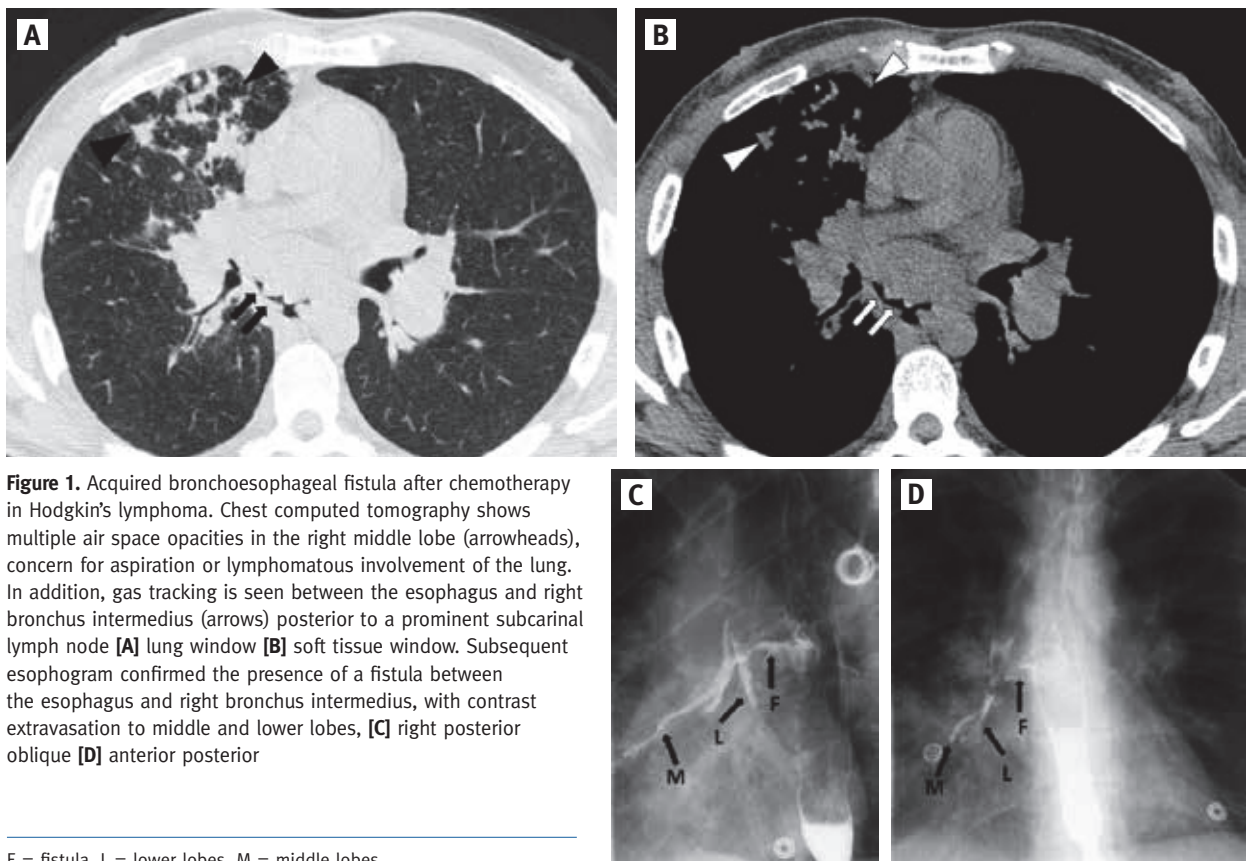 A
B
Figure 1. Acquired bronchoesophageal fistula after chemotherapy
in Hodgkin's lymphoma. Chest computed tomography shows
multiple air space opacities in the right middle lobe (arrowheads),
concern for aspiration or lymphomatous involvement of the lung.
In addition, gas tracking is seen between the esophagus and right
bronchus intermedius (arrows) posterior to a prominent subcarinal
lymph node [A] lung window [B] soft tissue window. Subsequent
esophogram confirmed the presence of a fistula between
the esophagus and right bronchus intermedius, with contrast
extravasation to middle and lower lobes, [C] right posterior
oblique [D] anterior posterior
F = fistula, L = lower lobes, M = middle lobes
C
F
L
M
D
F
L
M